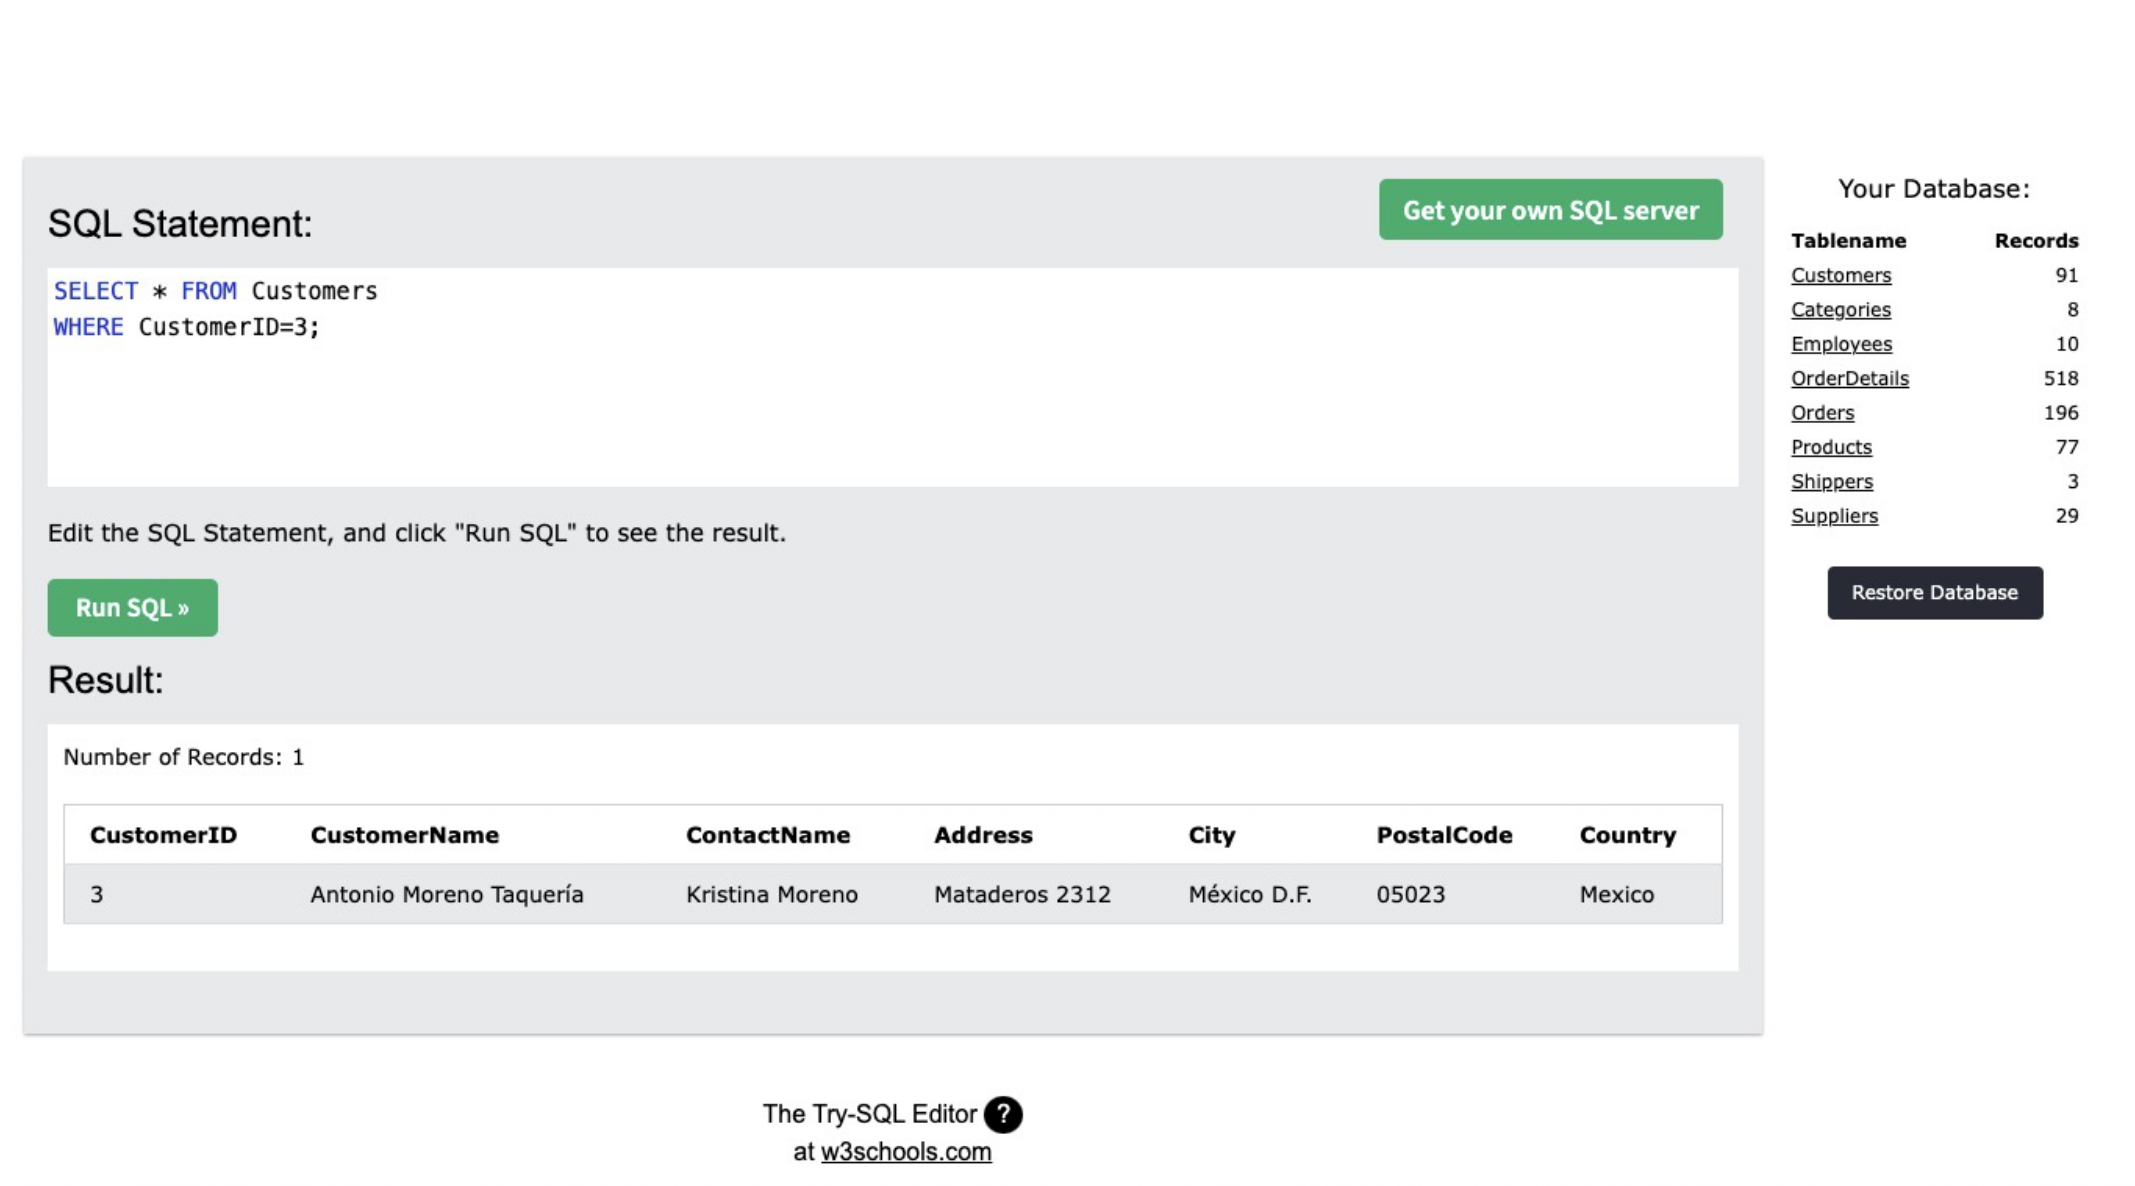 SQL Statement:
Get your own SQL server
SELECT * FROM Customers
WHERE CustomerID=3;
Edit the SQL Statement, and click "Run SQL" to see the result.
Run SQL »
Result:
Number of Records: 1
CustomerID CustomerName ContactName Address City PostalCode Country
3 Antonio Moreno Taquería Kristina Moreno Mataderos 2312 México D.F. 05023 Mexico
Your Database:
Tablename Records
Customers 91
Categories 8
Employees 10
OrderDetails 518
Orders 196
Products 77
Shippers 3
Suppliers 29
Restore Database
The Try-SQL Editor ?
at w3schools.com